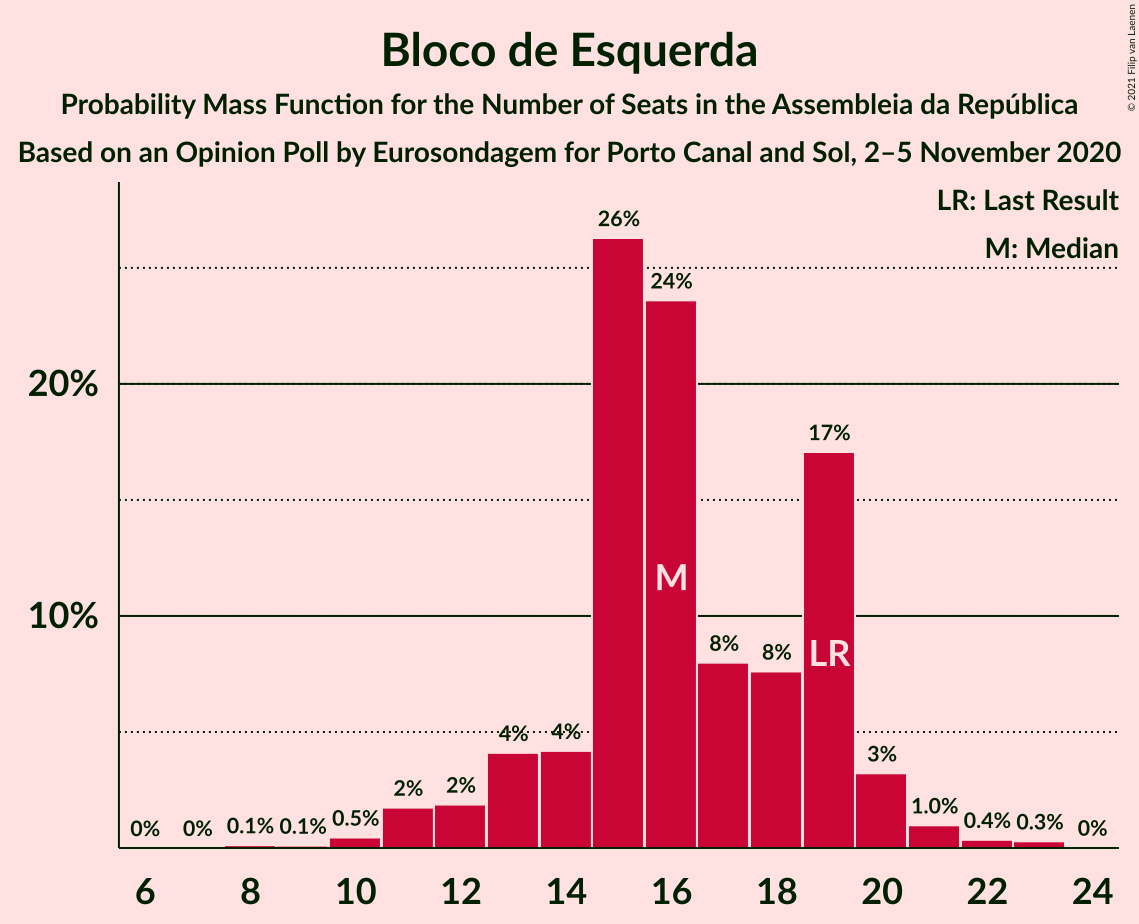 Bloco de Esquerda
Probability Mass Function for the Number of Seats in the Assembleia da República
Based on an Opinion Poll by Eurosondagem for Porto Canal and Sol, 2–5 November 2020
© 2021 Filip van Laenen
LR: Last Result
M: Median
20%
10%
0%
0%
0.1%
0.1%
0.5%
2%
2%
4%
4%
26%
24%
8%
8%
17%
3%
1.0%
0.4%
0.3%
0%
M
LR
6 8 10 12 14 16 18 20 22 24